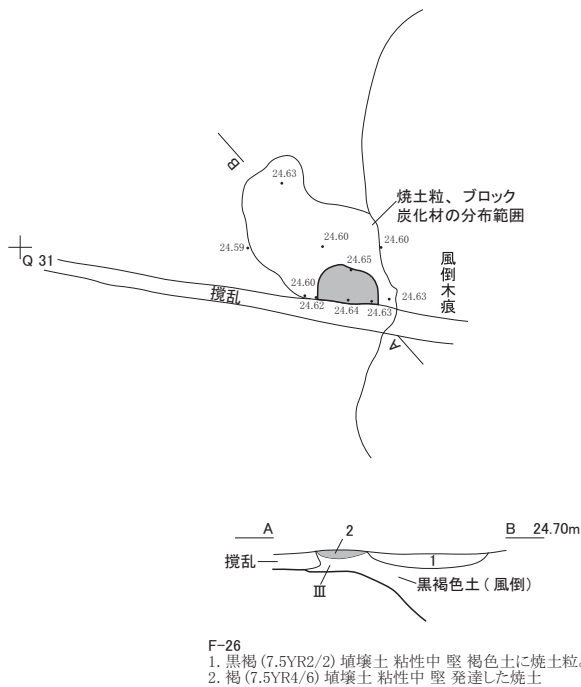 B
24.63
焼土粒、ブロック
炭化材の分布範囲
24.59
24.60
24.60
Q 31
24.65
風倒木痕
24.60
24.63
撹乱
24.62
24.64
24.63
A
A
2
B 24.70m
撹乱
1
Ⅲ
黒褐色土(風倒)
F-26
1. 黒褐(7.5YR2/2) 埴壌土 粘性中 堅 褐色土に焼土粒
2. 褐(7.5YR4/6) 埴壌土 粘性中 堅 発達した焼土